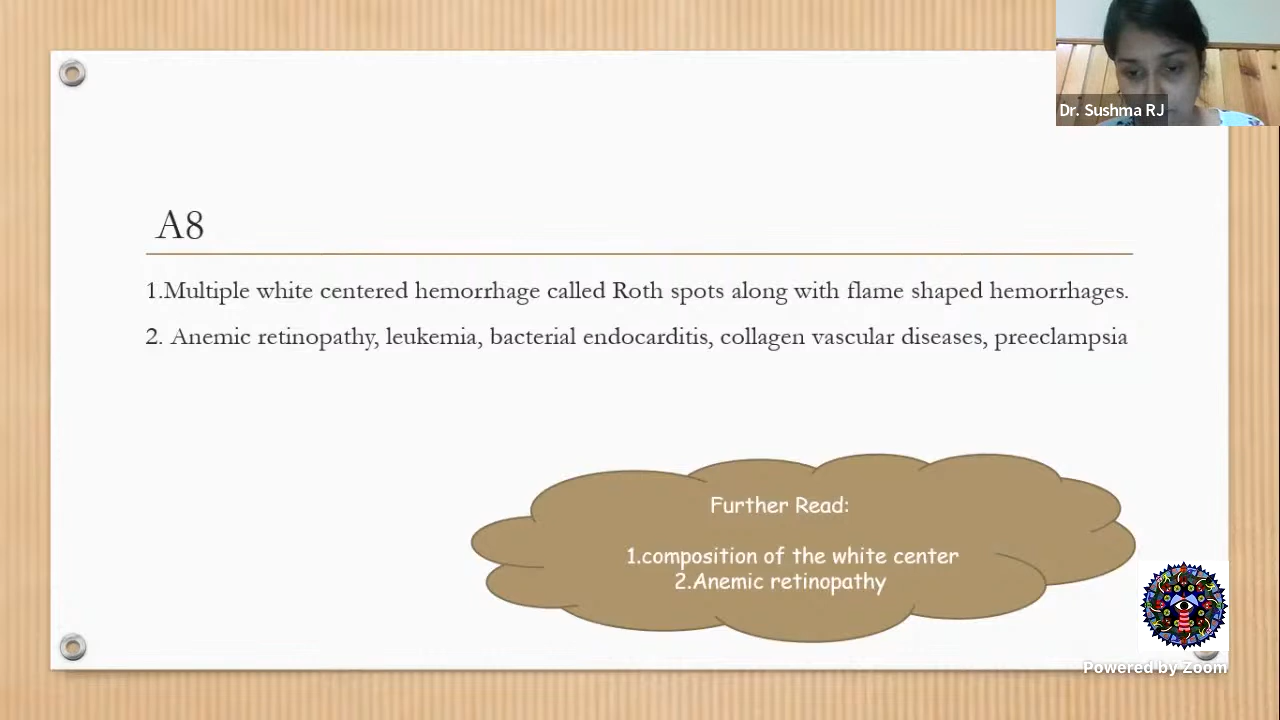 Dr. Sushma RJ
A8
1.Multiple white centered hemorrhage called Roth spots along with flame shaped hemorrhages.
2. Anemic retinopathy, leukemia, bacterial endocarditis, collagen vascular diseases, preeclampsia
Further Read:
1.composition of the white center
2.Anemic retinopathy
Powered by Zoom